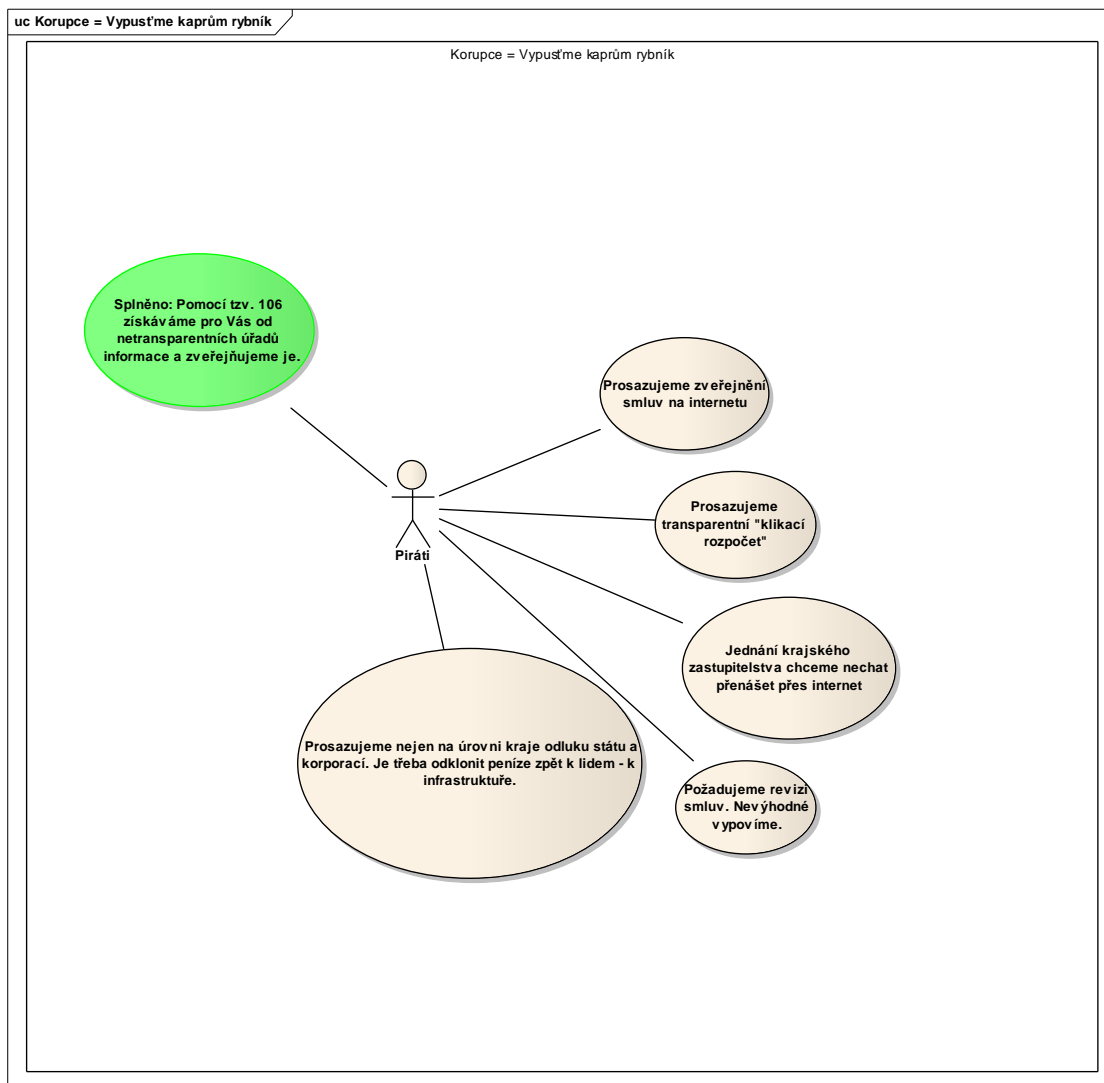 uc Korupce = Vypusťme kaprům rybník
Korupce = Vypusťme kaprům rybník
Splněno: Pomocí tzv. 106
získáváme pro Vás od
netransparentních úřadů
informace a zveřejňujeme je.
Prosazujeme zveřejnění
smluv na internetu
Prosazujeme
transparentní "klikací
rozpočet"
Piráti
Jednání krajského
zastupitelstva chceme nechat
přenášet přes internet
Prosazujeme nejen na úrovni kraje odluku státu a
korporací. Je třeba odklonit peníze zpět k lidem - k
infrastruktuře.
Požadujeme revizi
smluv. Nevýhodné
vypovíme.